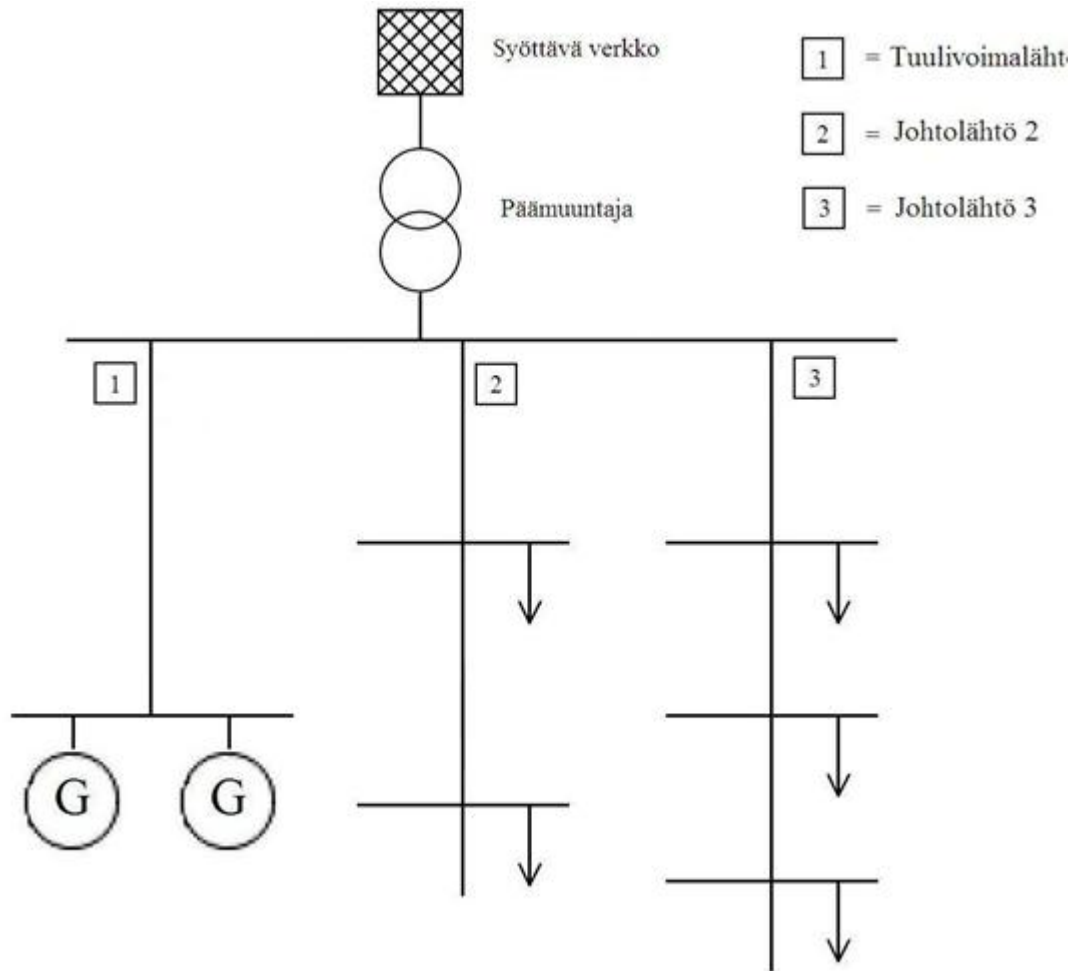 Syöttävä verkko
1 = Tuulivoimalähtö
Päämuuntaja
2 = Johtolähtö 2
3 = Johtolähtö 3
1
2
3
G
G